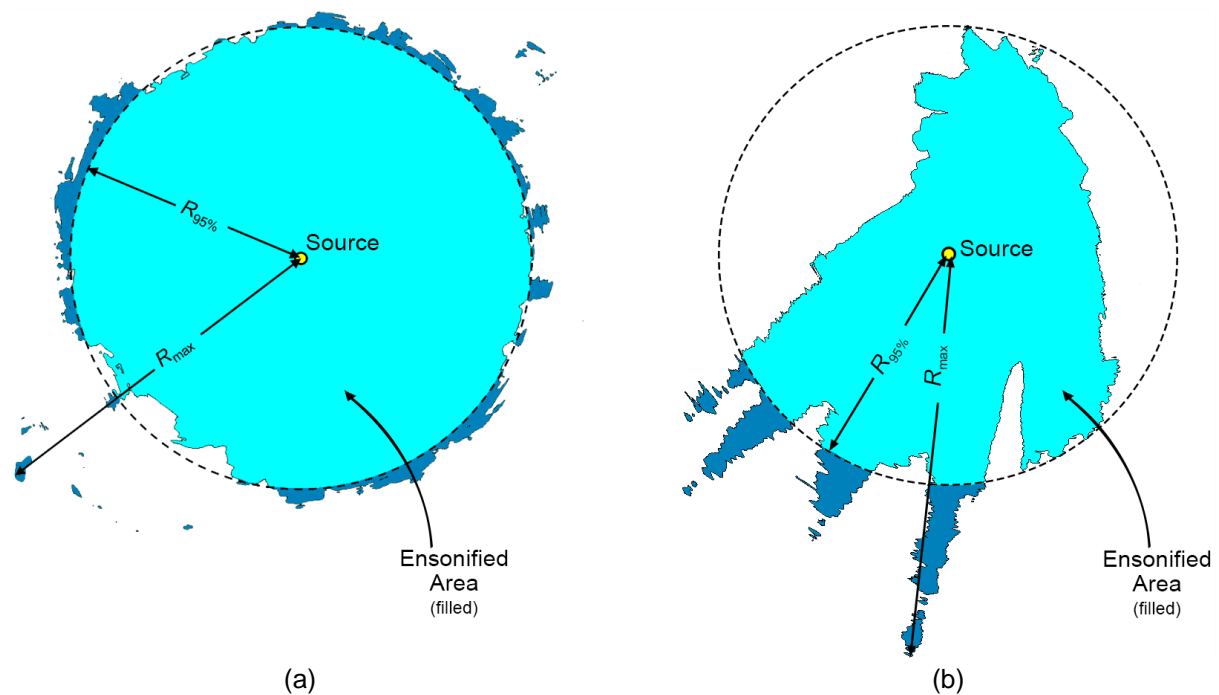 Source
R95%
Rmax
Ensonified
Area
(filled)
(a)
Source
R95%
Rmax
Ensonified
Area
(filled)
(b)